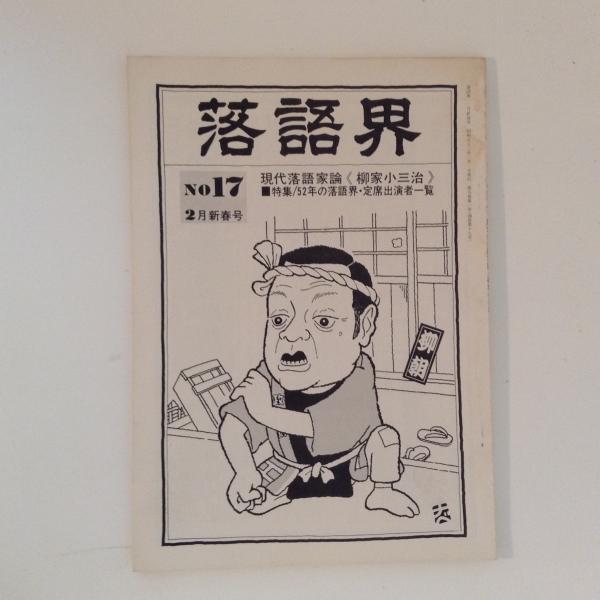 落語界
No17
2月新春号
現代落語家論《柳家小三治》
■特集/52年の落語界・定席出演者一覧
柳朝